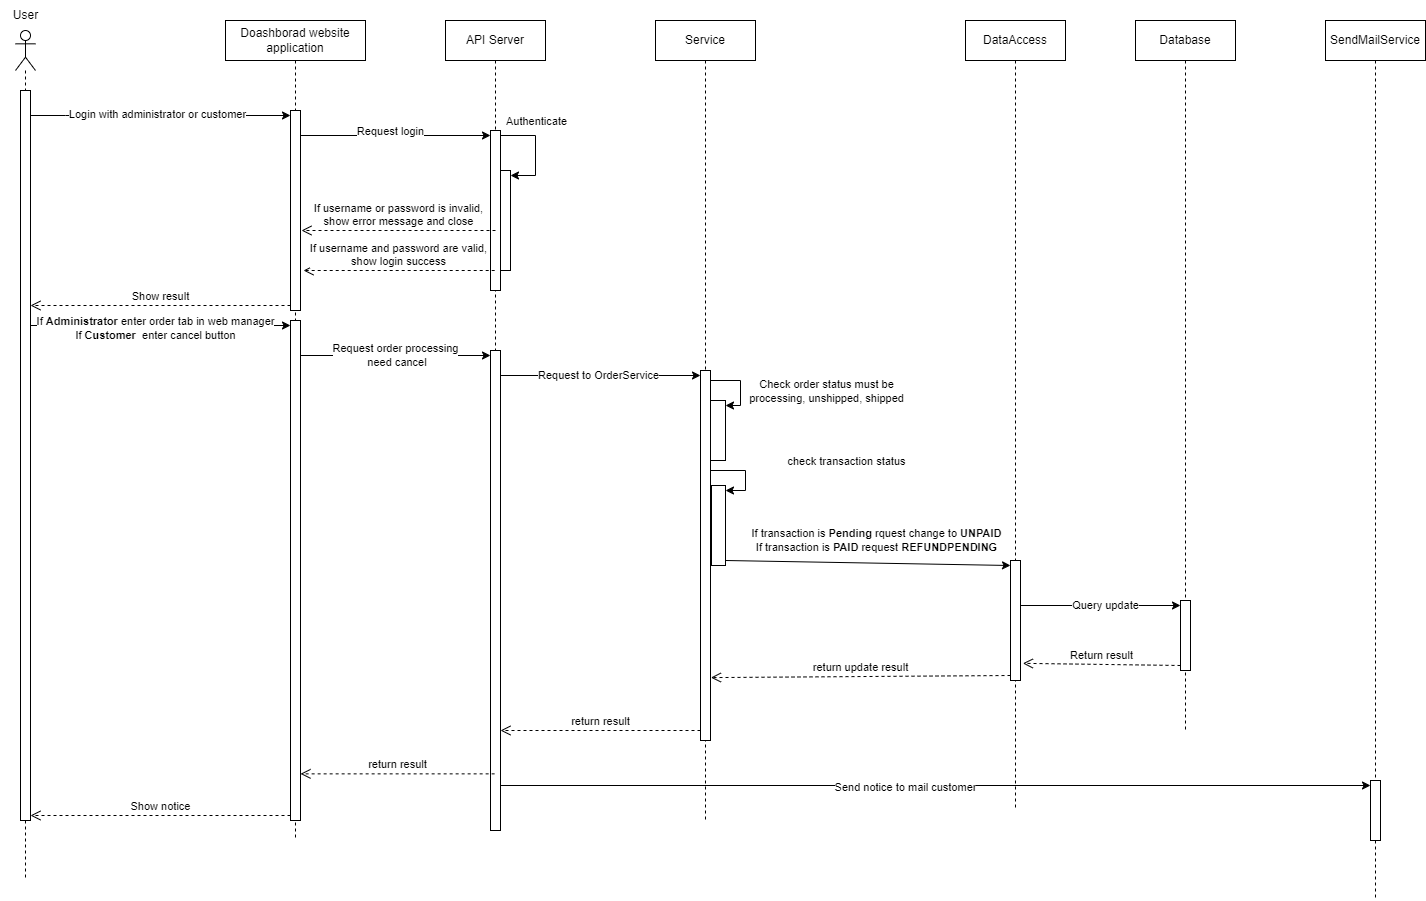 User
Doashborad website
application
API Server
Service
DataAccess
Database
SendMailService
Login with administrator or customer
Request login
Authenticate
If username or password is invalid,
show error message and close
If username and password are valid,
show login success
Show result
If Administrator enter order tab in web manager
If Customer  enter cancel button
Request order processing
need cancel
Request to OrderService
Check order status must be
processing, unshipped, shipped
check transaction status
If transaction is Pending rquest change to UNPAID
If transaction is PAID request REFUNDPENDING
Query update
Return result
return update result
return result
return result
Send notice to mail customer
Show notice